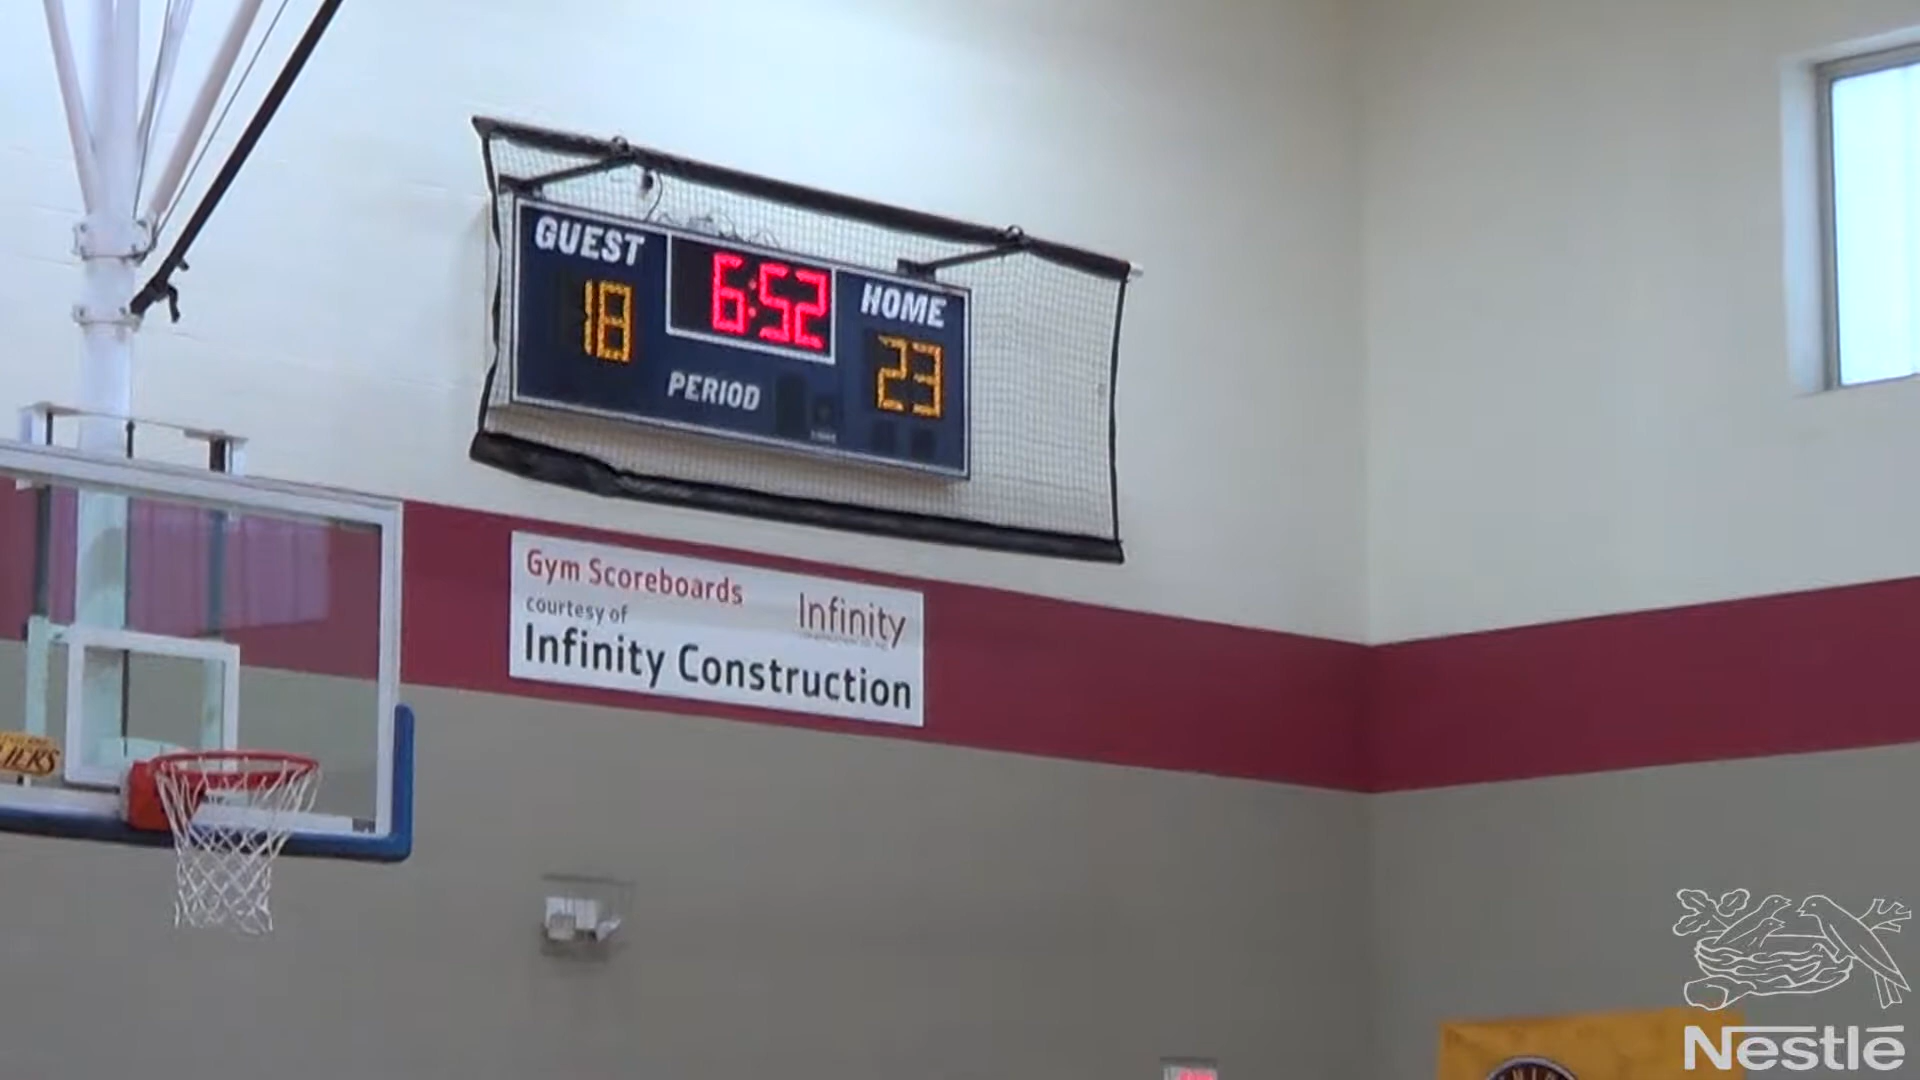 GUEST
6:52
HOME
18
23
PERIOD
Gym Scoreboards
courtesy of
Infinity
Infinity Construction
Nestlé